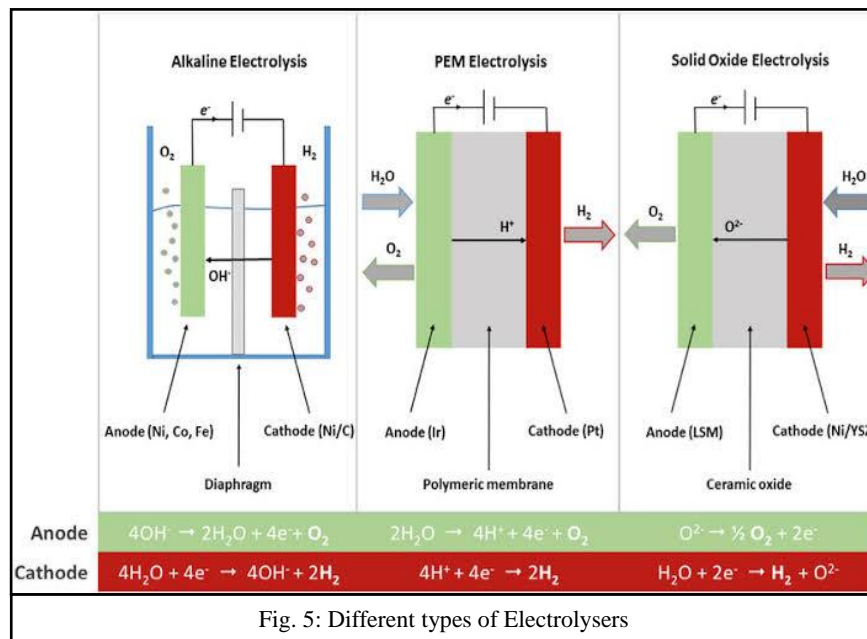 Alkaline Electrolysis
e⁻
O₂
H₂
OH⁻
Anode (Ni, Co, Fe)
Cathode (Ni/C)
Diaphragm
PEM Electrolysis
e⁻
H₂O
H⁺
H₂
O₂
Anode (Ir)
Cathode (Pt)
Polymeric membrane
Solid Oxide Electrolysis
e⁻
H₂O
O₂
O²⁻
H₂
Anode (LSM)
Cathode (Ni/YSZ
Ceramic oxide
Anode 4OH⁻ → 2H₂O + 4e⁻+ O₂ 2H₂O → 4H⁺ + 4e⁻ + O₂ O²⁻ → ½ O₂ + 2e⁻
Cathode 4H₂O + 4e⁻ → 4OH⁻ + 2H₂ 4H⁺ + 4e⁻ → 2H₂ H₂O + 2e⁻ → H₂ + O²⁻
Fig. 5: Different types of Electrolysers